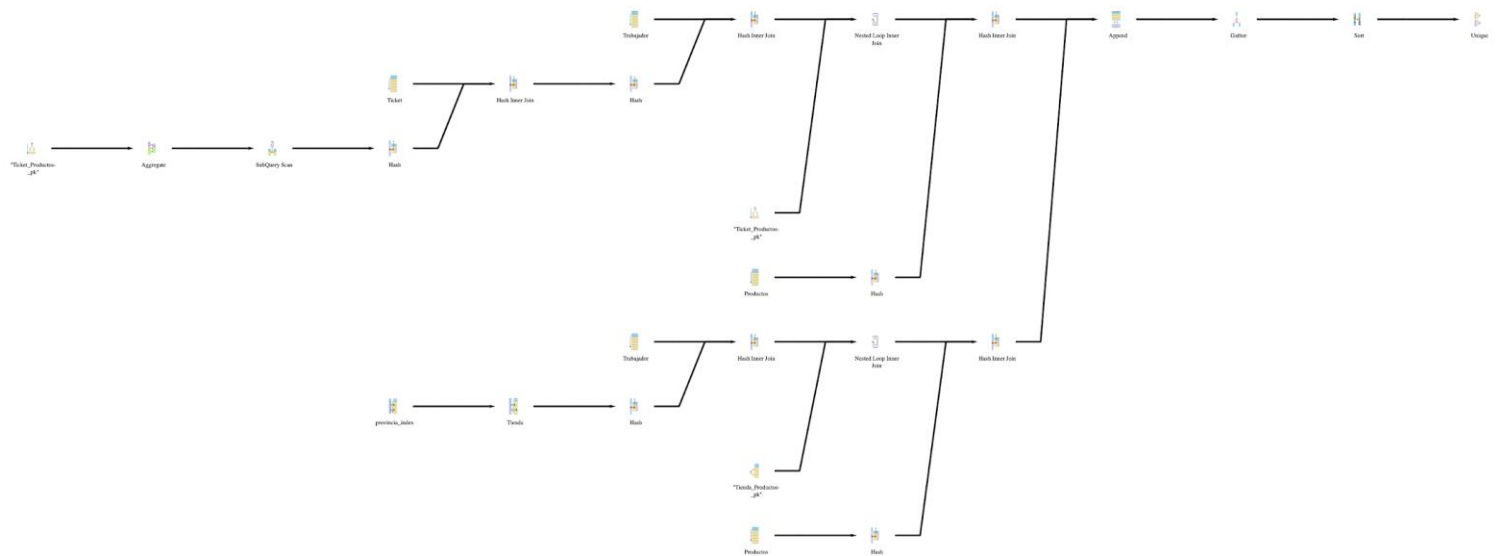 Trabajador
Hash Inner Join
Nested Loop Inner
Join
Hash Inner Join
Append
Gather
Sort
Unique
Ticket
Hash Inner Join
Hash
"Ticket_Productos-
_pk"
Aggregate
SubQuery Scan
Hash
"Ticket_Productos-
_pk"
Productos
Hash
Trabajador
Hash Inner Join
Nested Loop Inner
Join
Hash Inner Join
provincia_index
Tienda
Hash
"Tienda_Productos-
_pk"
Productos
Hash